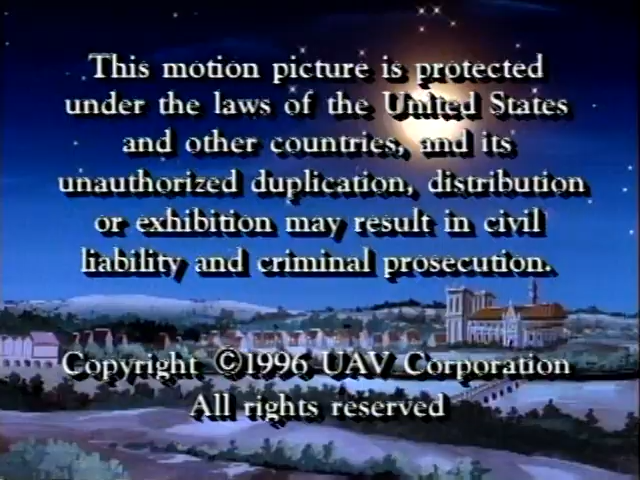 This motion picture is protected
under the laws of the United States
and other countries, and its
unauthorized duplication, distribution
or exhibition may result in civil
liability and criminal prosecution.
Copyright ©1996 UAV Corporation
All rights reserved